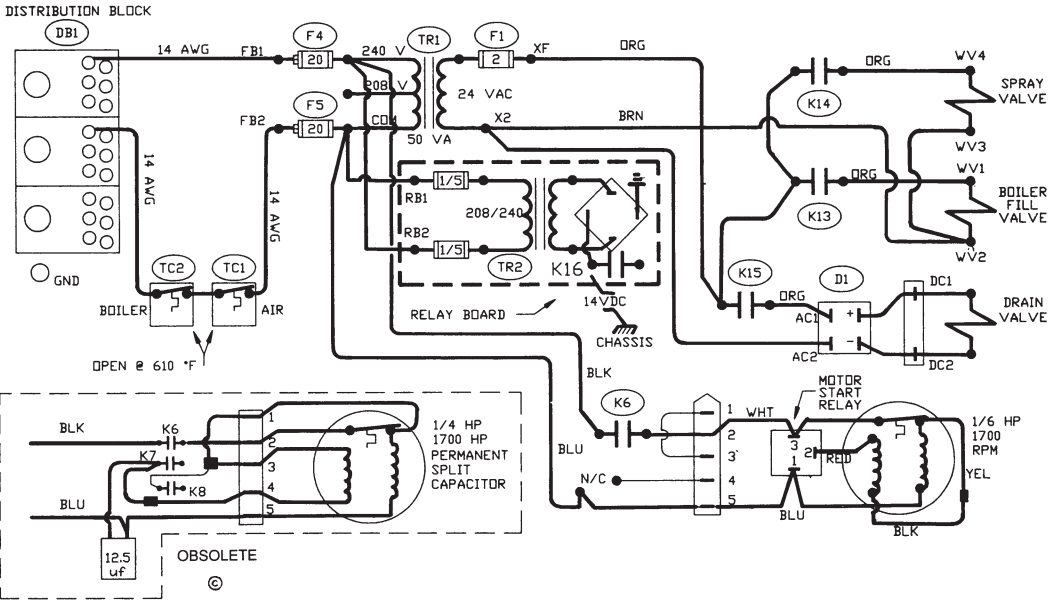 DISTRIBUTION BLOCK
DB1
14 AWG
FB1
F4
20
240 V
TR1
F1
2
XF
ORG
208 V
24 VAC
F5
20
FB2
COM
50 VA
X2
BRN
ORG
WV4
K14
SPRAY
VALVE
WV3
14 AWG
14 AWG
1/5
RB1
208/240
RB2
1/5
TR2
K16
ORG
WV1
K13
BOILER
FILL
VALVE
WV2
GND
TC2
TC1
BOILER
AIR
OPEN @ 610 °F
RELAY BOARD
14VDC
CHASSIS
K15
ORG
D1
AC1
+
-
AC2
DC1
DC2
DRAIN
VALVE
BLK
K6
BLU
N/C
1
2
3
4
5
WHT
MOTOR
START
RELAY
3
1
2
RED
BLU
1/6 HP
1700
RPM
YEL
BLK
BLK
K6
K7
K8
BLU
12.5
uf
1
2
3
4
5
1/4 HP
1700 HP
PERMANENT
SPLIT
CAPACITOR
OBSOLETE
©